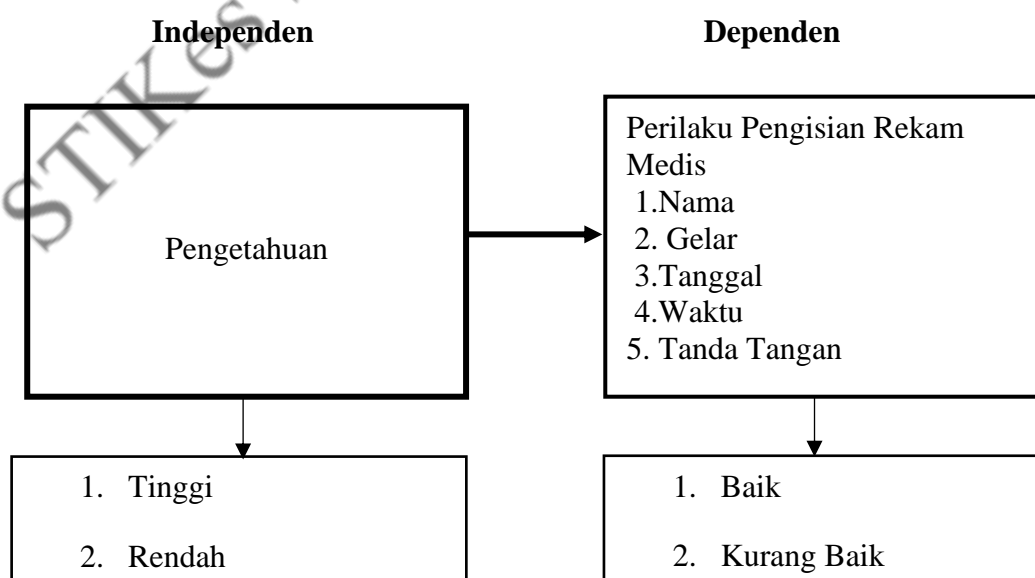 Independen
Dependen
STIKes
Pengetahuan
Perilaku Pengisian Rekam
Medis
1.Nama
2. Gelar
3.Tanggal
4.Waktu
5. Tanda Tangan
1. Tinggi
2. Rendah
1. Baik
2. Kurang Baik